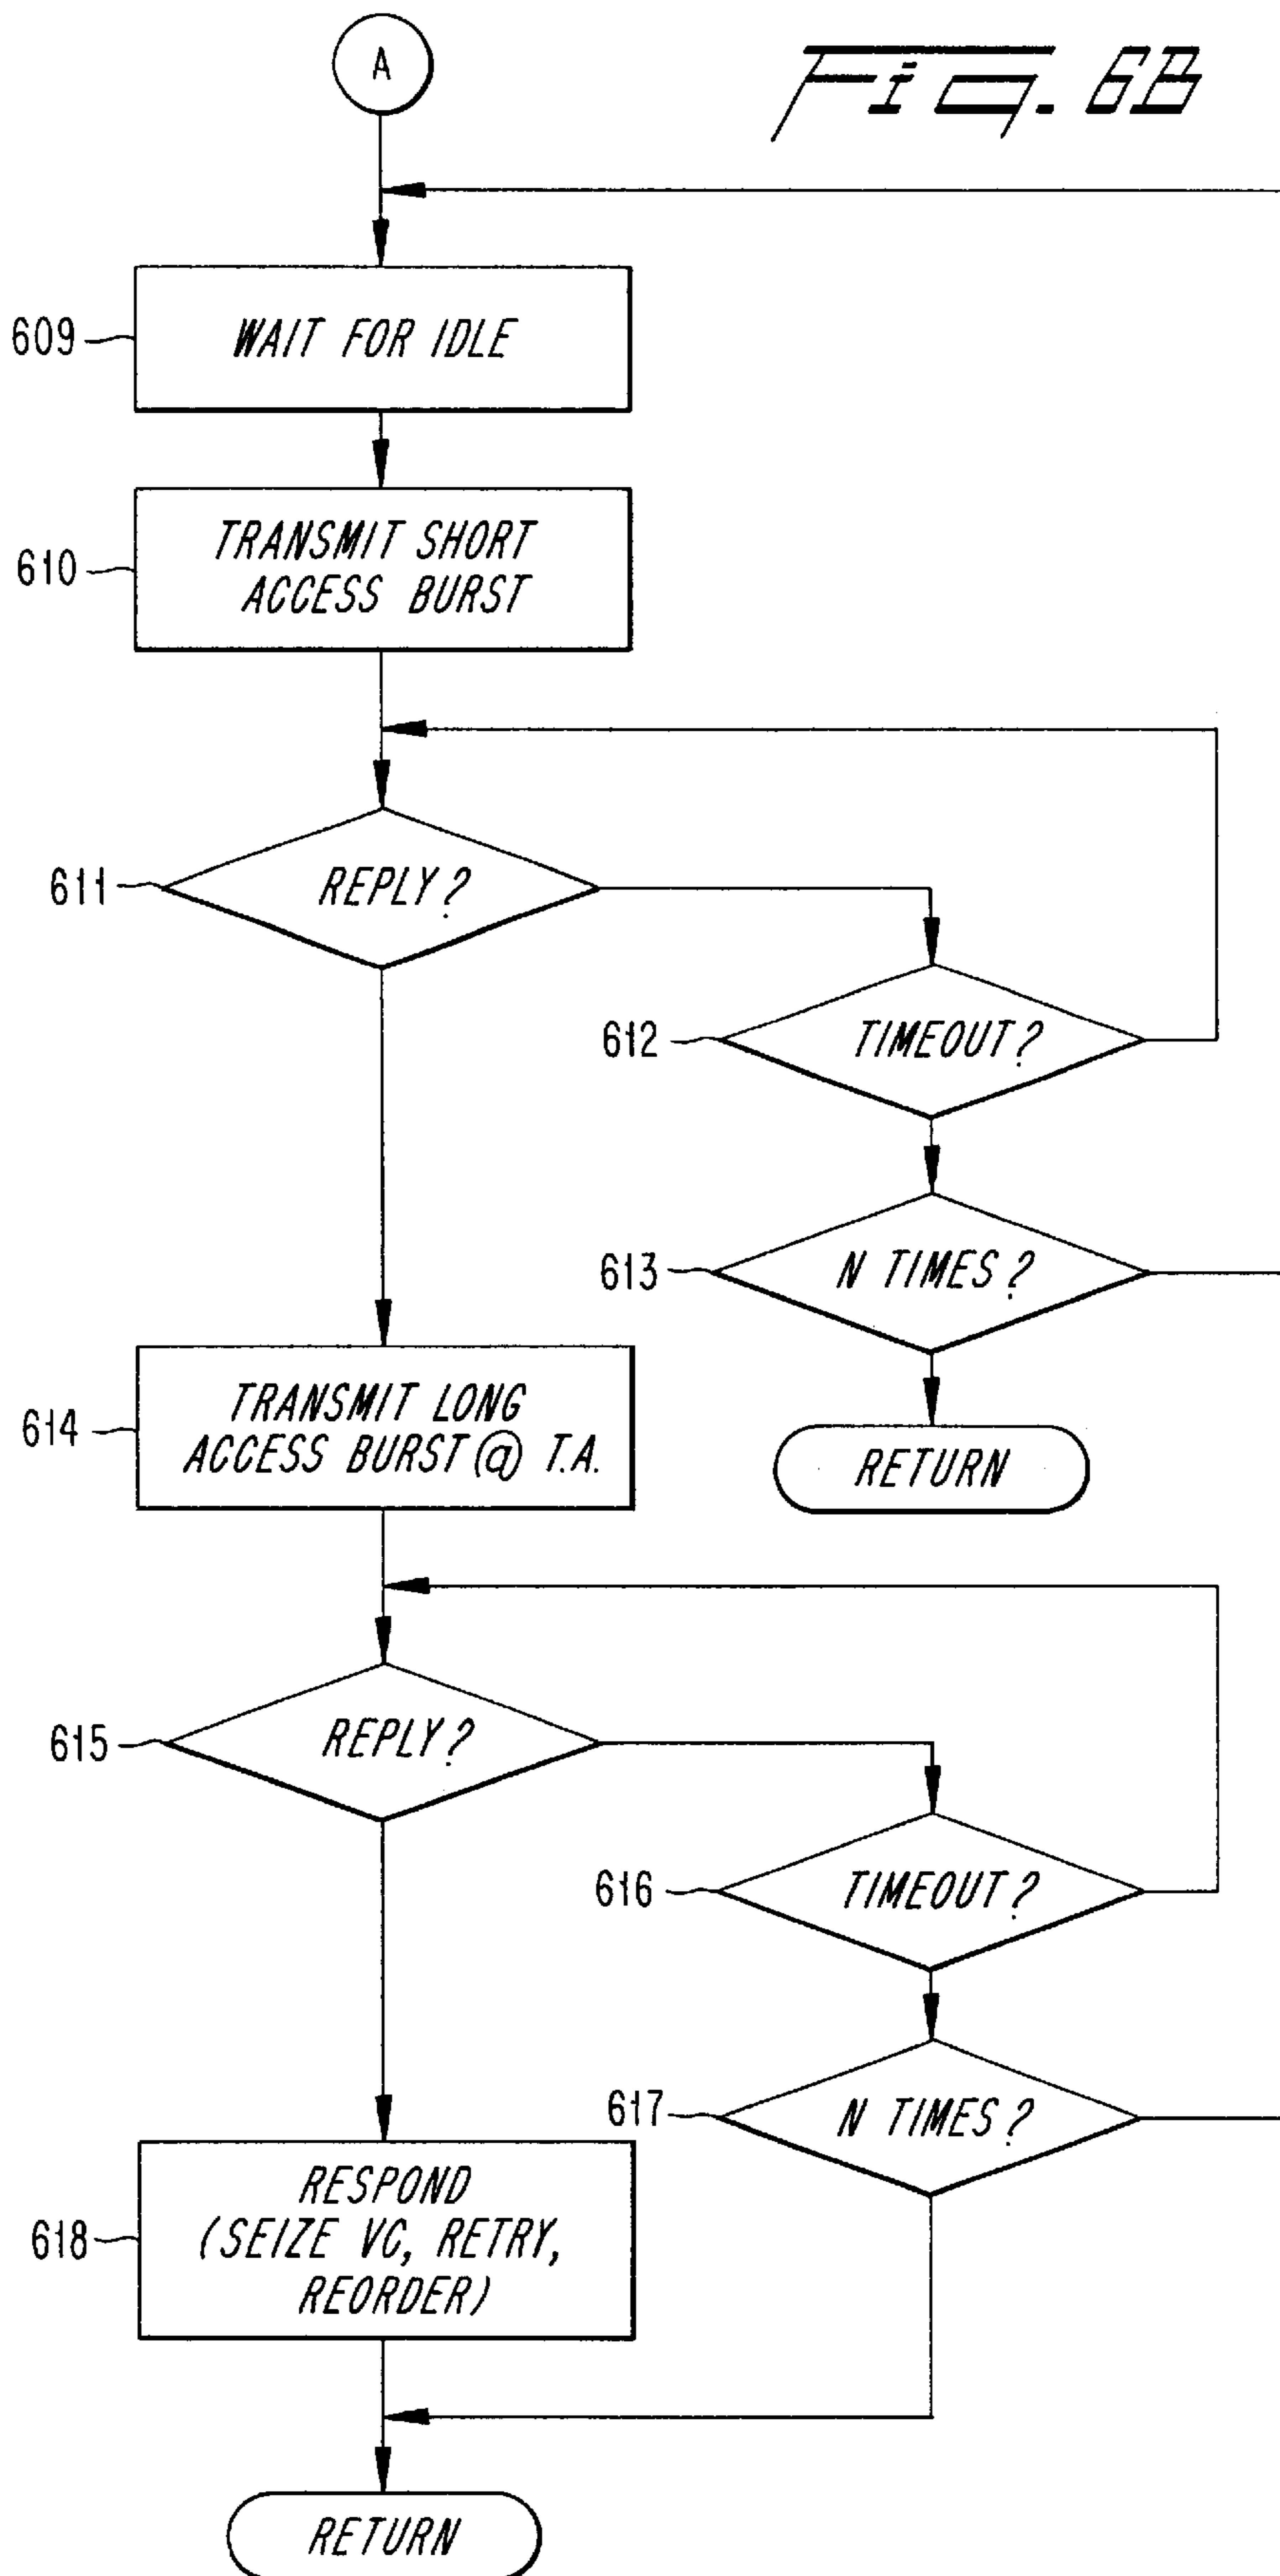 A
Fig. 6B
609
WAIT FOR IDLE
610
TRANSMIT SHORT
ACCESS BURST
611
REPLY?
612
TIMEOUT?
613
N TIMES?
RETURN
614
TRANSMIT LONG
ACCESS BURST @ T.A.
615
REPLY?
616
TIMEOUT?
617
N TIMES?
618
RESPOND
(SEIZE VC, RETRY,
REORDER)
RETURN